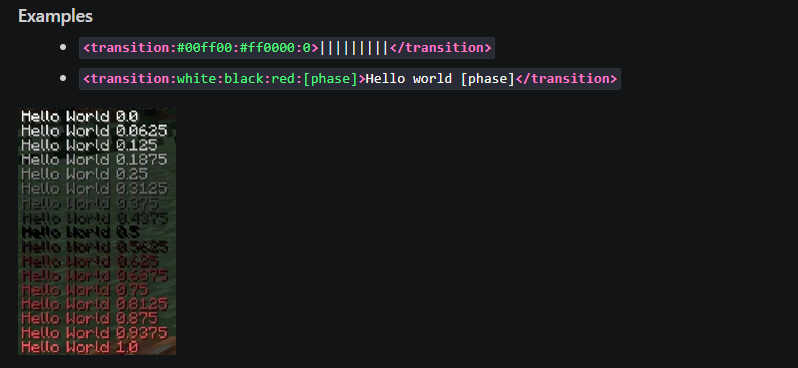 Examples
<transition:#00ff00:#ff0000:0>|||||||||</transition>
<transition:white:black:red:[phase]>Hello world [phase]</transition>
Hello World 0.0
Hello World 0.0625
Hello World 0.125
Hello World 0.1875
Hello World 0.25
Hello World 0.3125
Hello World 0.375
Hello World 0.4375
Hello World 0.5
Hello World 0.5625
Hello World 0.625
Hello World 0.6875
Hello World 0.75
Hello World 0.8125
Hello World 0.875
Hello World 0.9375
Hello World 1.0